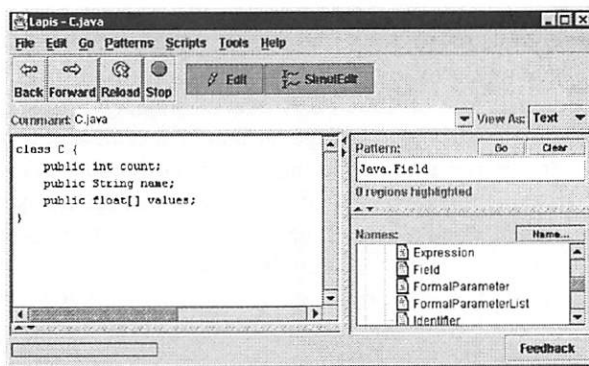 Lapis - C.java
File Edit Go Patterns Scripts Tools Help
Back Forward Reload Stop Edit SimulEdit
Command: C.java View As: Text
class C {
public int count;
public String name;
public float[] values;
}
Pattern: Go Clear
Java.Field
0 regions highlighted
Names: Name...
Expression
Field
FormalParameter
FormalParameterList
Identifier
Feedback